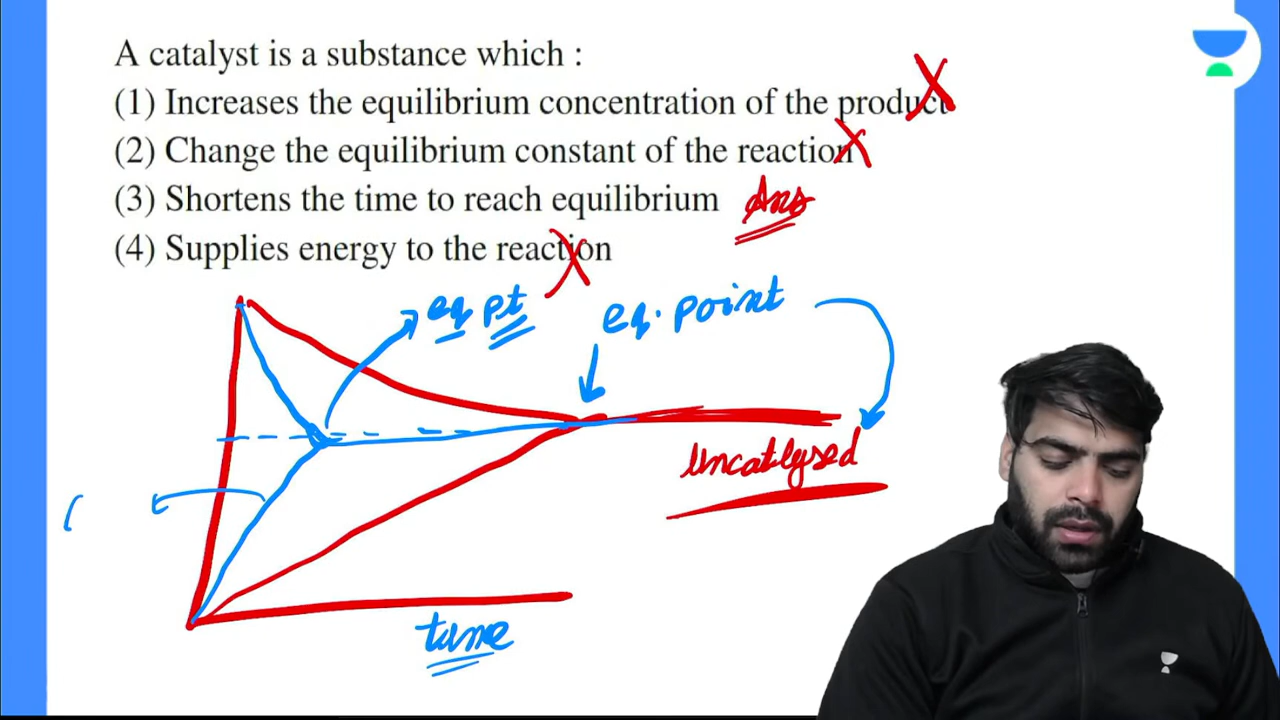 A catalyst is a substance which :
(1) Increases the equilibrium concentration of the product
(2) Change the equilibrium constant of the reaction
(3) Shortens the time to reach equilibrium Ans
(4) Supplies energy to the reaction
eq pt
eq. point
Uncatlysed
time